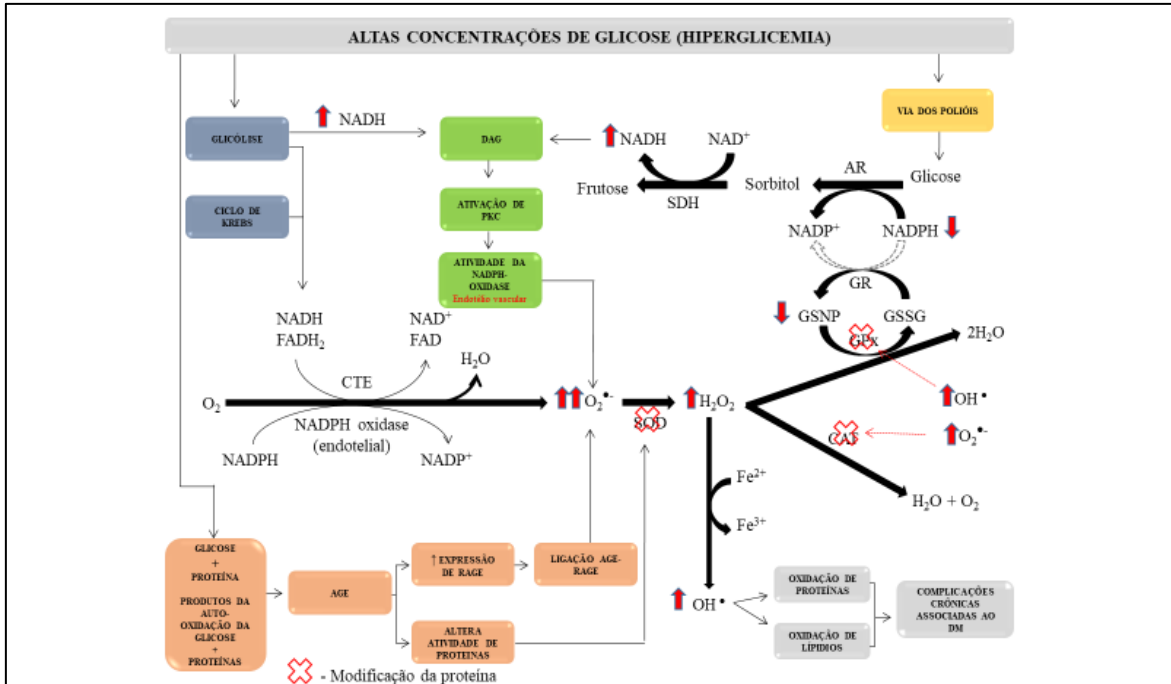 ALTAS CONCENTRAÇÕES DE GLICOSE (HIPERGLICEMIA)
GLICÓLISE
NADH
DAG
NADH
NAD⁺
VIA DOS POLIÓIS
Frutose
SDH
Sorbitol
AR
Glicose
CICLO DE
KREBS
ATIVAÇÃO DE
PKC
NADP⁺
NADPH
ATIVIDADE DA
NADPH-
OXIDASE
Endotélio vascular
GR
NADH
FADH₂
NAD⁺
FAD
GSNP
GSSG
GPx
2H₂O
H₂O
CTE
O₂
O₂•-
SOD
H₂O₂
OH•
NADPH oxidase
(endotelial)
CAT
O₂•-
NADPH
NADP⁺
Fe²⁺
H₂O + O₂
Fe³⁺
GLICOSE
+
PROTEÍNA
PRODUTOS DA
AUTO-
OXIDAÇÃO DA
GLICOSE
+
PROTEÍNAS
AGE
↑ EXPRESSÃO
DE RAGE
LIGAÇÃO AGE-
RAGE
ALTERA
ATIVIDADE DE
PROTEINAS
OH•
OXIDAÇÃO DE
PROTEÍNAS
OXIDAÇÃO DE
LÍPIDIOS
COMPLICAÇÕES
CRÔNICAS
ASSOCIADAS AO
DM
- Modificação da proteína